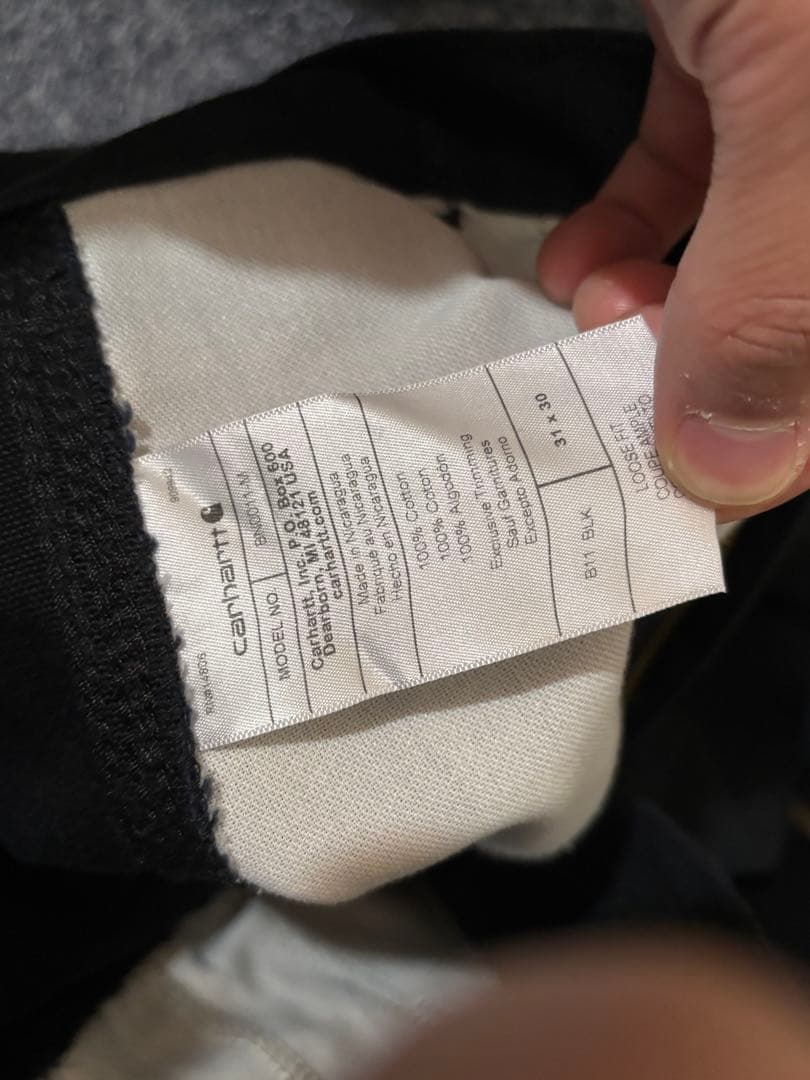 carhartt
MODEL NO.
Carhartt, Inc. P.O. Box 600
Dearborn, MI 48121 USA
carhartt.com
Made in Nicaragua
Fabriqué au Nicaragua
Hecho en Nicaragua
100% Cotton
100% Coton
100% Algodón
Exclusive Trimming
Sauf Garnitures
Excepto Adorno
B11 BLK
31 x 30
LOOSE FIT
COUPE AMPLE